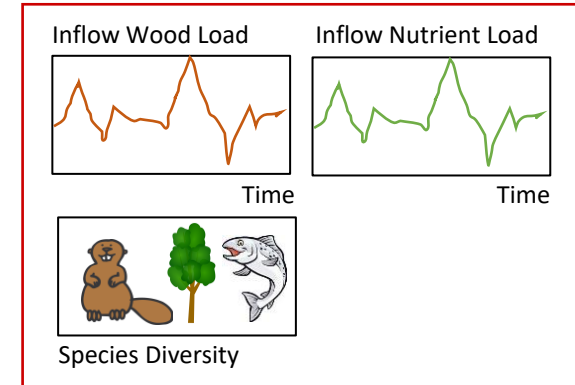 Inflow Wood Load
Inflow Nutrient Load
Time
Time
Species Diversity